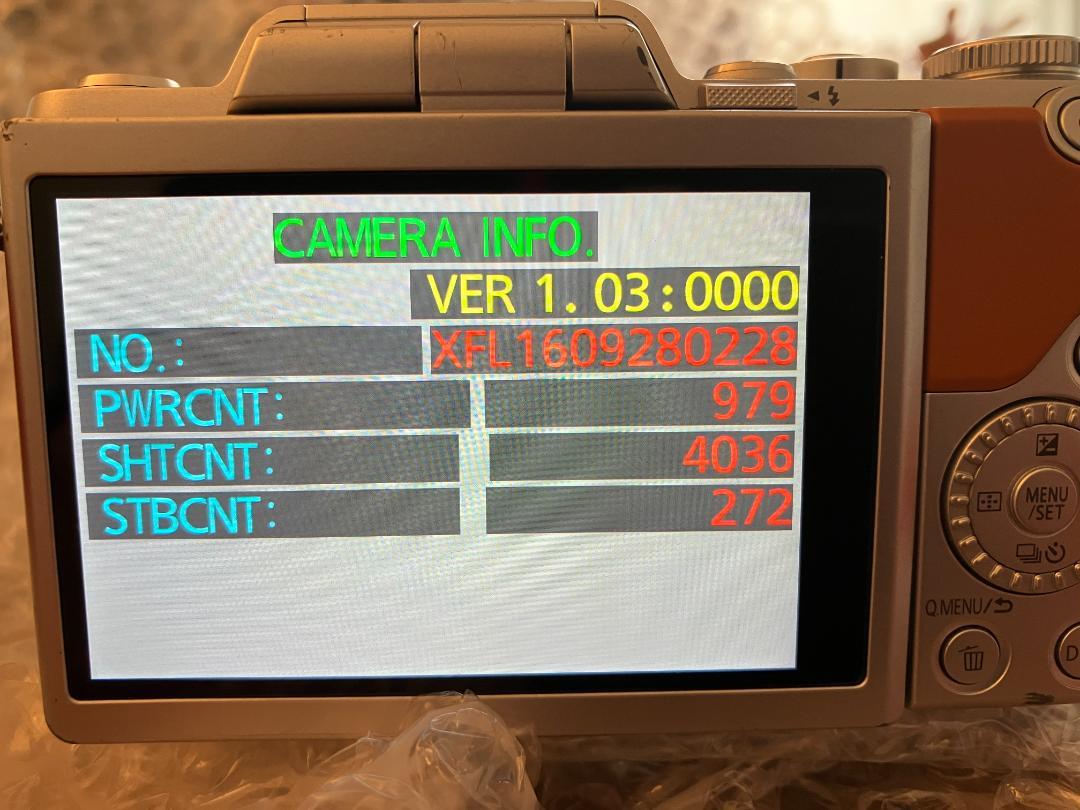 CAMERA INFO.
VER 1. 03:0000
NO.: XFL1609280228
PWRCNT: 979
SHTCNT: 4036
STBCNT: 272
MENU
/SET
Q.MENU/
D